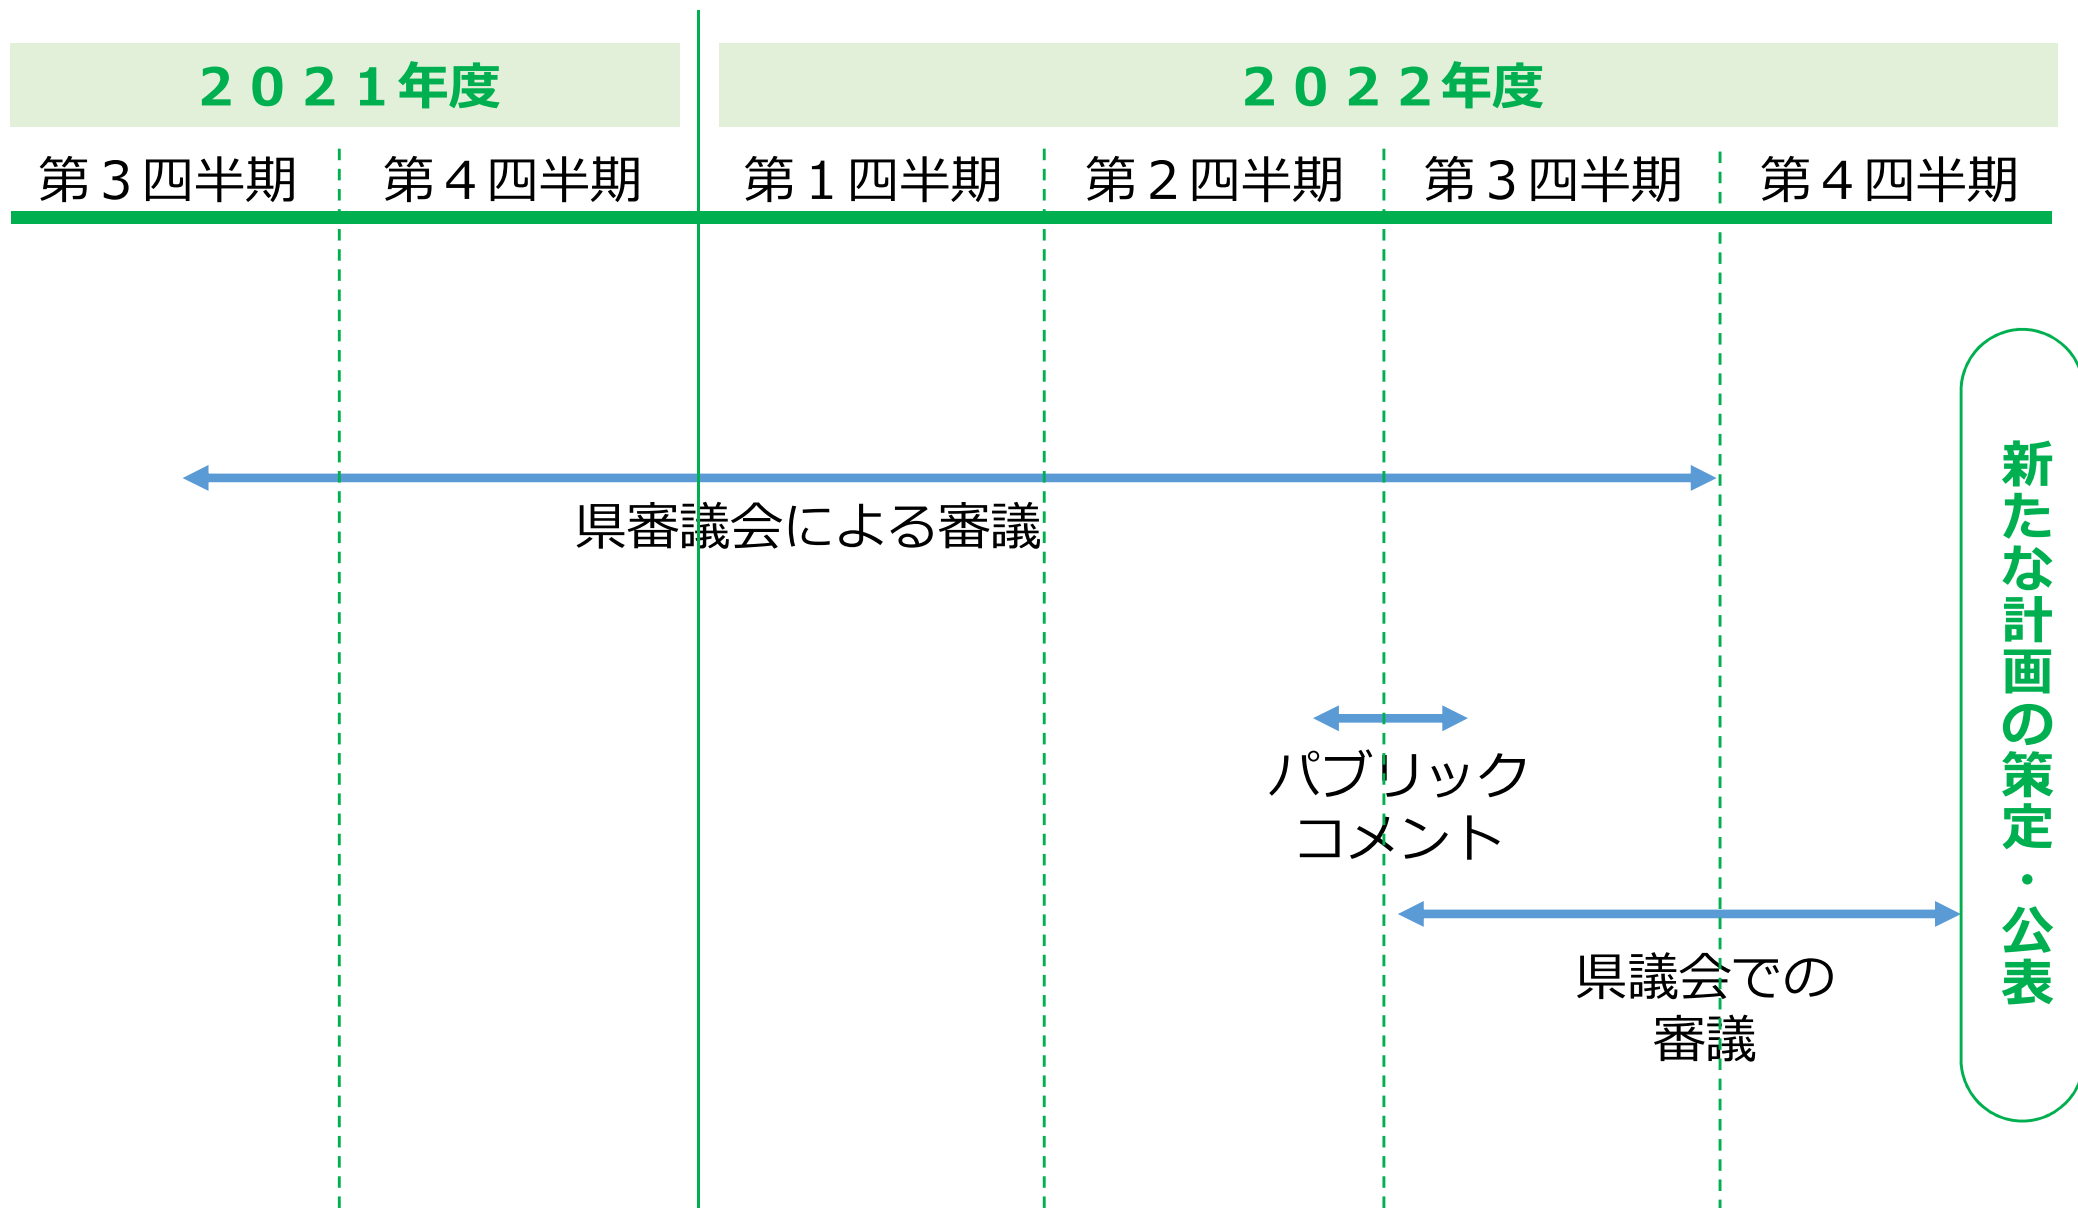 ２０２１年度
２０２２年度
第３四半期
第４四半期
第１四半期
第２四半期
第３四半期
第４四半期
県審議会による審議
パブリック
コメント
県議会での
審議
新たな計画の策定・公表